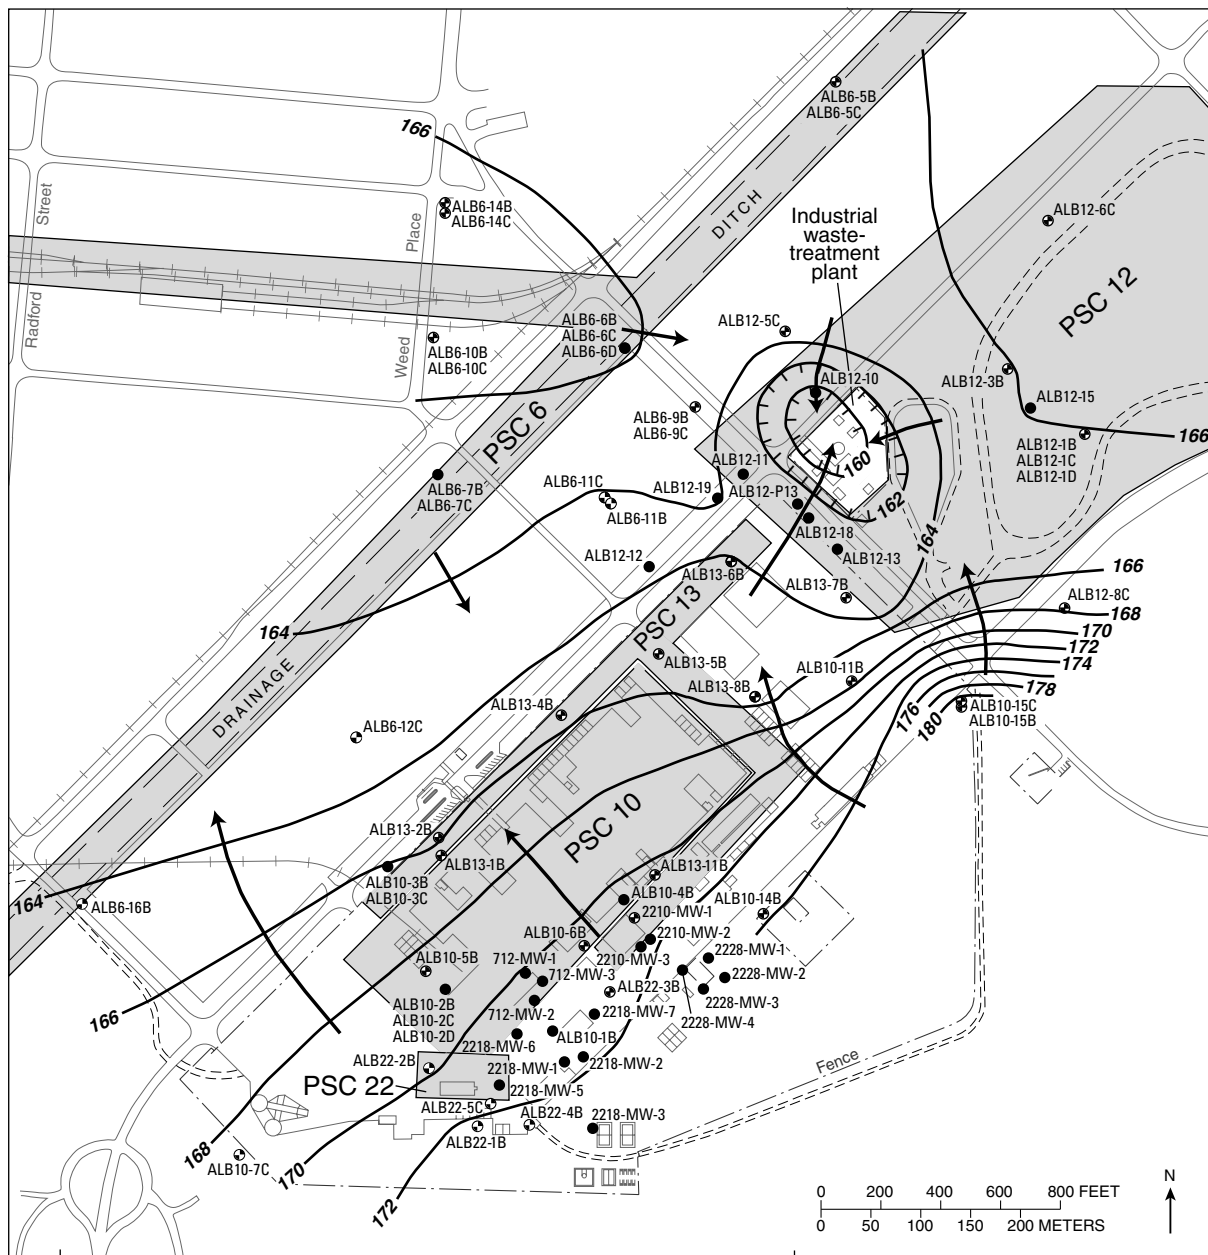 ALB6-5B
ALB6-5C
166
ALB6-14B
ALB6-14C
Street
Place
DITCH
Industrial
waste-
treatment
plant
ALB12-6C
PSC 12
Radford
Weed
ALB6-10B
ALB6-10C
ALB6-6B
ALB6-6C
ALB6-6D
ALB12-5C
ALB12-10
ALB12-3B
ALB12-15
166
ALB12-1B
ALB12-1C
ALB12-1D
PSC 6
ALB6-9B
ALB6-9C
160
ALB12-11
ALB6-7B
ALB6-7C
ALB6-11C
ALB6-11B
ALB12-19
ALB12-P13
162
ALB12-18
164
ALB12-13
ALB12-12
ALB13-6B
ALB13-7B
166
ALB12-8C
168
PSC 13
164
170
172
174
178
176
180
ALB13-5B
ALB10-11B
ALB13-8B
ALB10-15C
ALB10-15B
DRAINAGE
ALB13-4B
ALB6-12C
PSC 10
ALB13-2B
ALB13-1B
ALB10-3B
ALB10-3C
ALB13-11B
ALB10-4B
ALB10-14B
164
ALB6-16B
2210-MW-1
2210-MW-2
2210-MW-3
ALB10-6B
2228-MW-1
ALB10-5B
712-MW-1
712-MW-3
2228-MW-2
ALB22-3B
2228-MW-3
ALB10-2B
ALB10-2C
ALB10-2D
712-MW-2
2218-MW-7
2228-MW-4
166
2218-MW-6
ALB10-1B
2218-MW-1
2218-MW-2
Fence
ALB22-2B
PSC 22
2218-MW-5
ALB22-5C
ALB22-4B
2218-MW-3
ALB22-1B
168
ALB10-7C
170
172
N
0 200 400 600 800 FEET
0 50 100 150 200 METERS